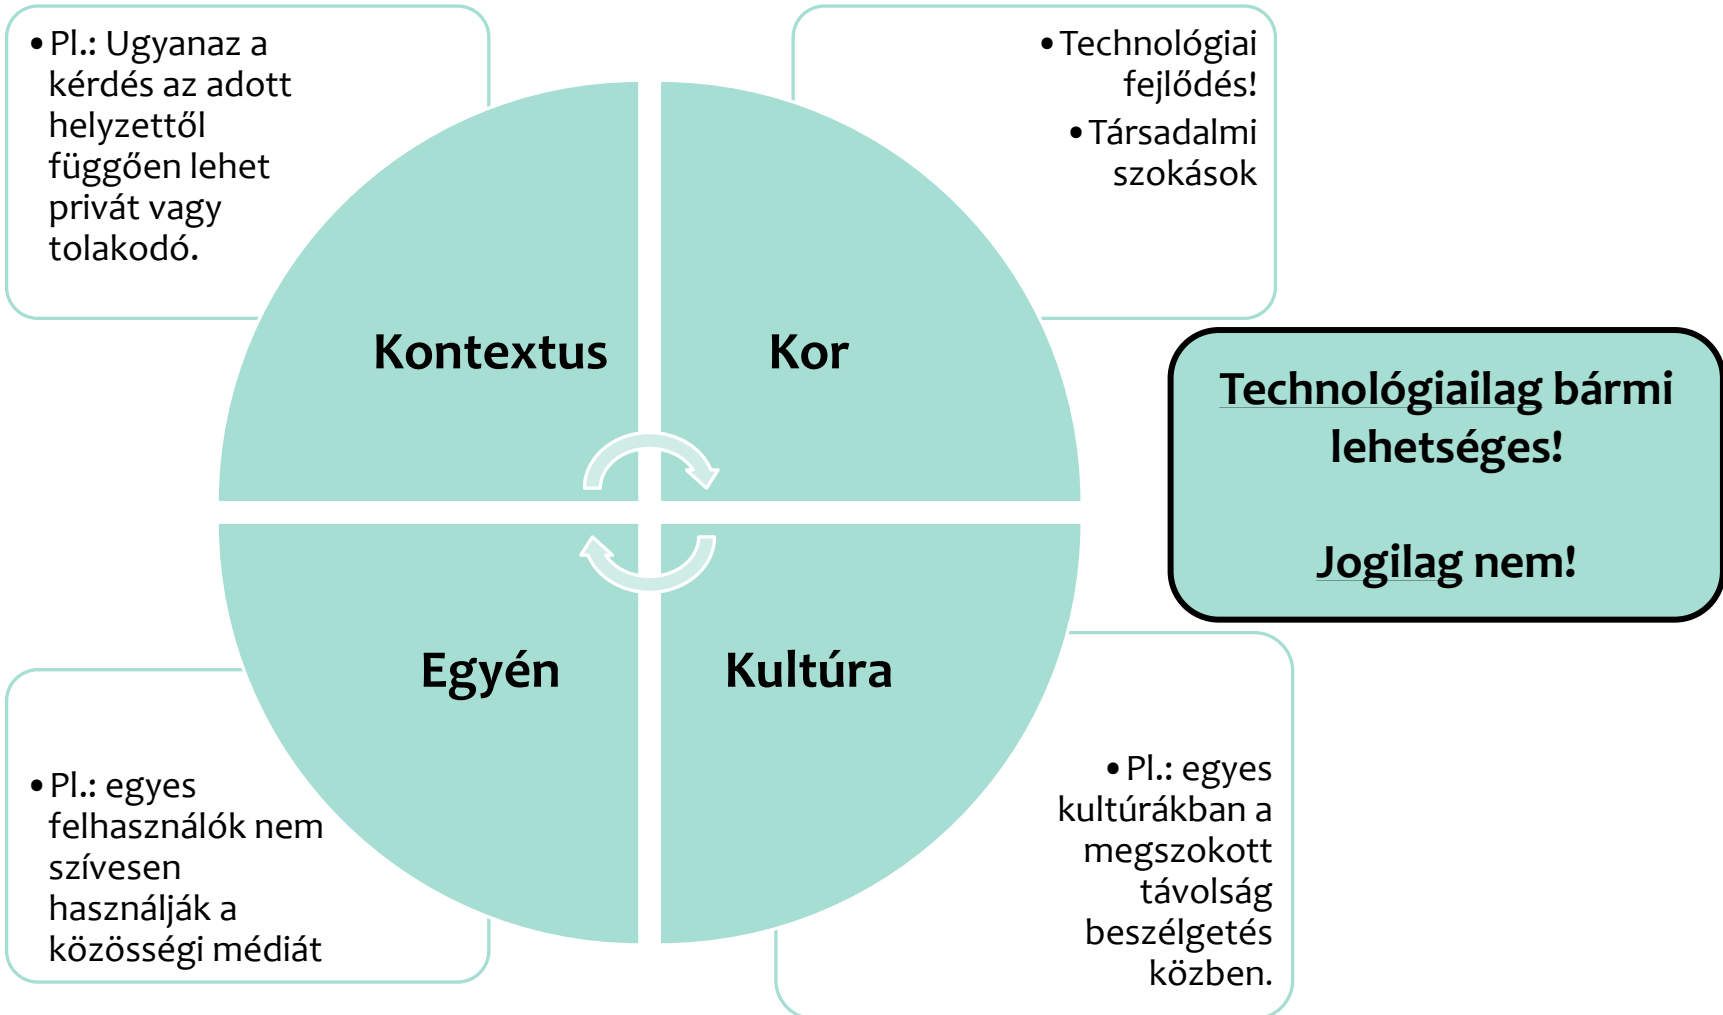 •Pl.: Ugyanaz a
kérdés az adott
helyzettől
függően lehet
privát vagy
tolakodó.
•Technológiai
fejlődés!
•Társadalmi
szokások
Kontextus
Kor
Technológiailag bármi
lehetséges!
Jogilag nem!
Egyén
Kultúra
•Pl.: egyes
felhasználók nem
szívesen
használják a
közösségi médiát
•Pl.: egyes
kultúrákban a
megszokott
távolság
beszélgetés
közben.